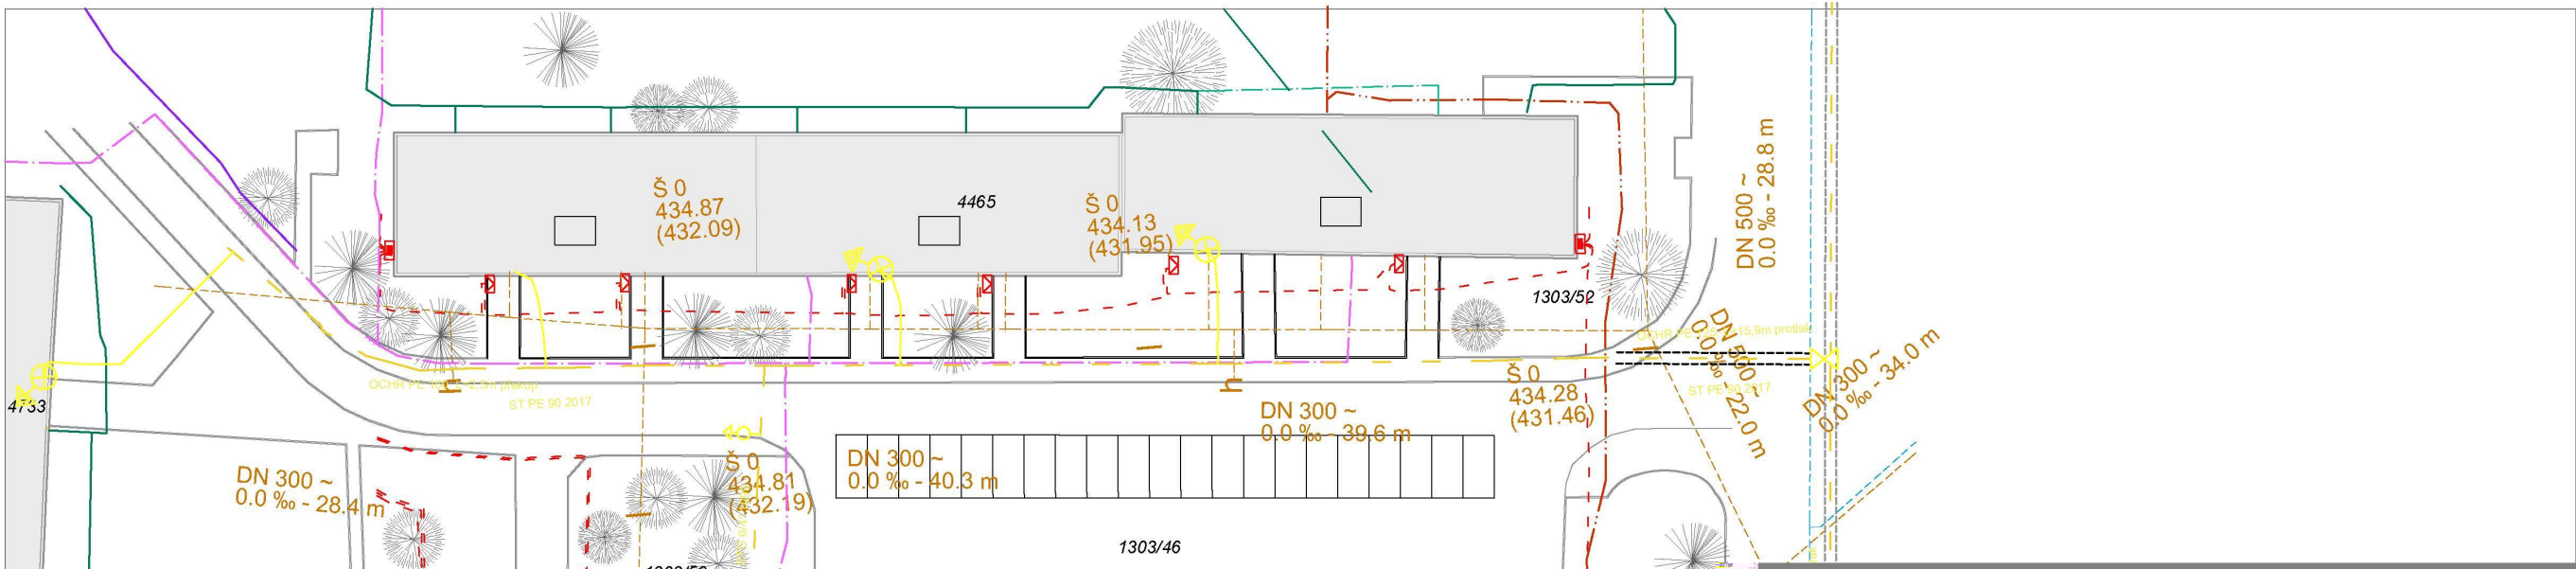 Š 0
434.87
(432.09)
4465
Š 0
434.13
(431.95)
DN 500 ~
0.0 ‰ - 28.8 m
1303/52
DN 500 ~
0.0 ‰ - 22.0 m
DN 300 ~
0.0 ‰ - 34.0 m
4733
ST PE 90 2017
ST PE 90 2017
Š 0
434.28
(431.46)
DN 300 ~
0.0 ‰ - 39.6 m
DN 300 ~
0.0 ‰ - 40.3 m
Š 0
434.81
(432.19)
DN 300 ~
0.0 ‰ - 28.4 m
1303/46